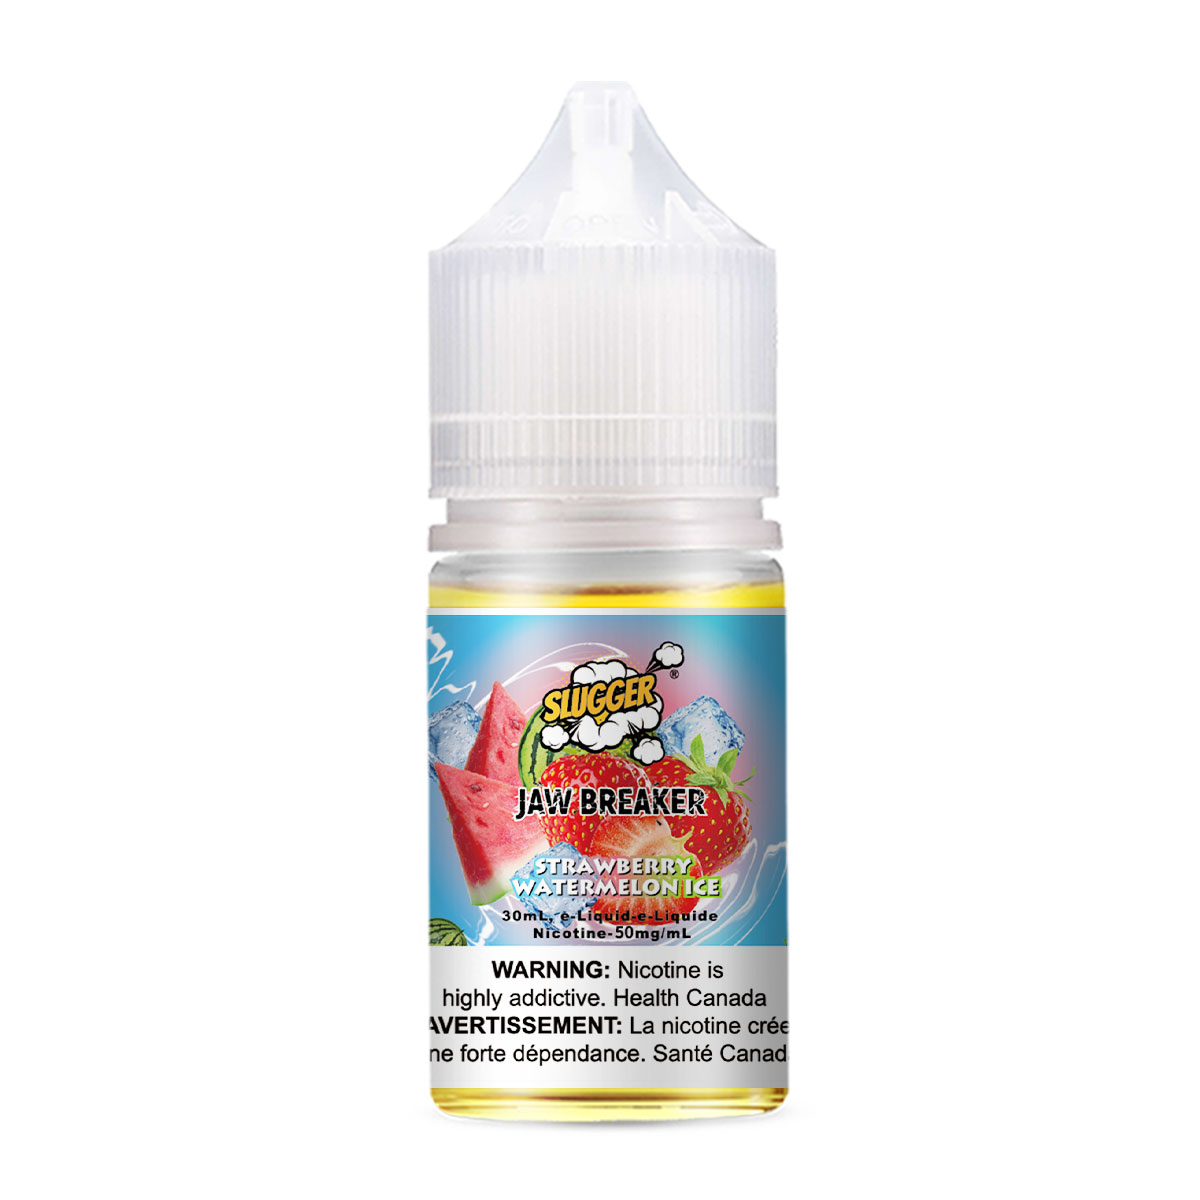 SLUGGER
®
JAW BREAKER
STRAWBERRY
WATERMELON ICE
30mL, e-Liquid-e-Liquide
Nicotine-50mg/mL
WARNING: Nicotine is
highly addictive. Health Canada
AVERTISSEMENT: La nicotine crée
ne forte dépendance. Santé Canad